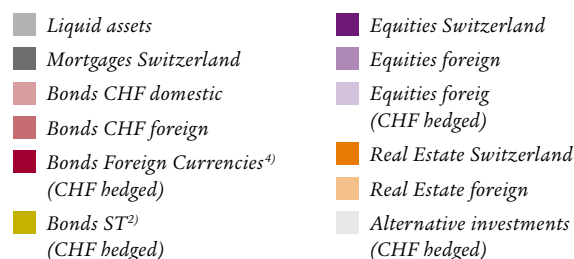 Liquid assets
Mortgages Switzerland
Bonds CHF domestic
Bonds CHF foreign
Bonds Foreign Currencies4)
(CHF hedged)
Bonds ST2)
(CHF hedged)
Equities Switzerland
Equities foreign
Equities foreig
(CHF hedged)
Real Estate Switzerland
Real Estate foreign
Alternative investments
(CHF hedged)